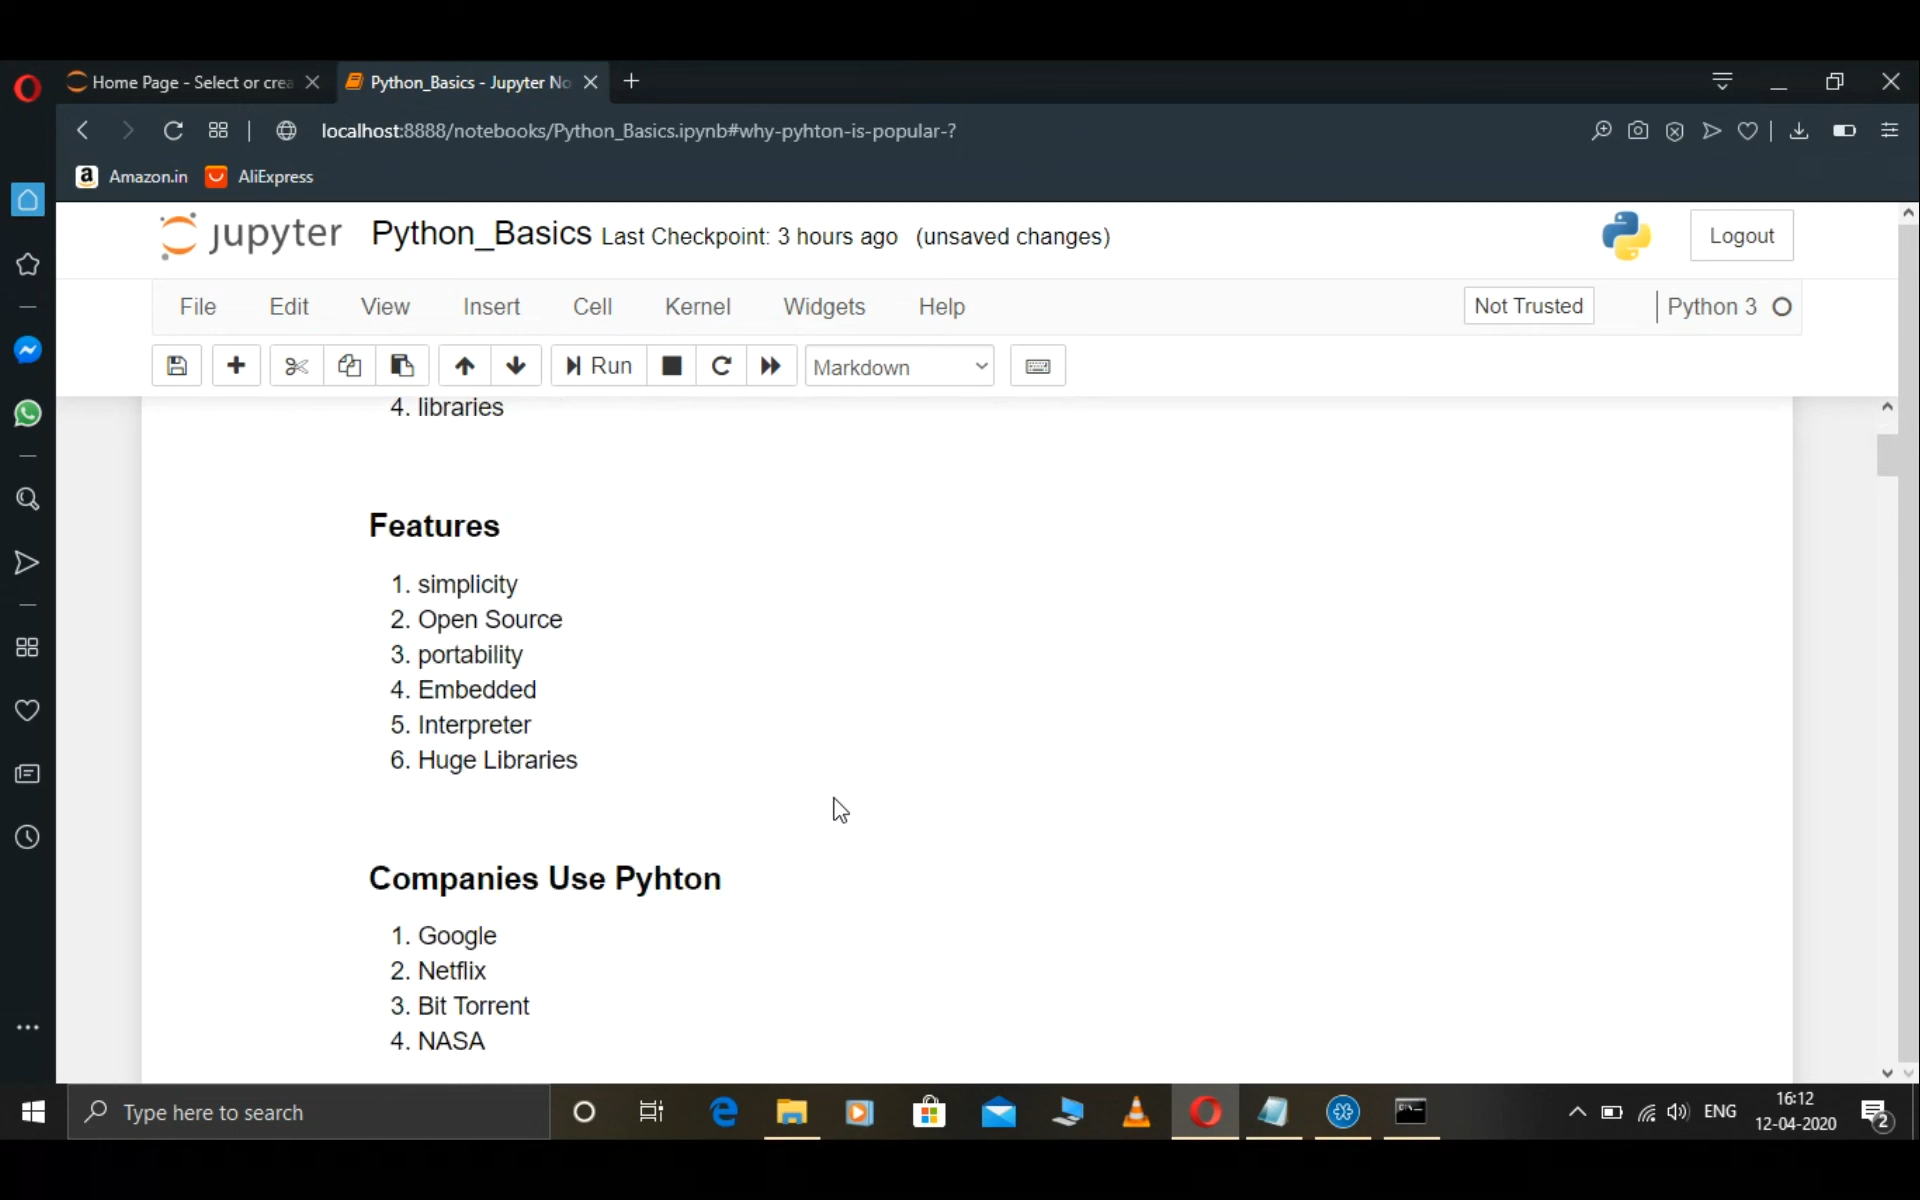 Home Page - Select or crea
Python_Basics - Jupyter No
localhost:8888/notebooks/Python_Basics.ipynb#why-pyhton-is-popular-?
Amazon.in AliExpress
jupyter Python_Basics Last Checkpoint: 3 hours ago (unsaved changes) Logout
File Edit View Insert Cell Kernel Widgets Help Not Trusted Python 3
Run Markdown
4. libraries
Features
1. simplicity
2. Open Source
3. portability
4. Embedded
5. Interpreter
6. Huge Libraries
Companies Use Pyhton
1. Google
2. Netflix
3. Bit Torrent
4. NASA
Type here to search
ENG
16:12
12-04-2020
2